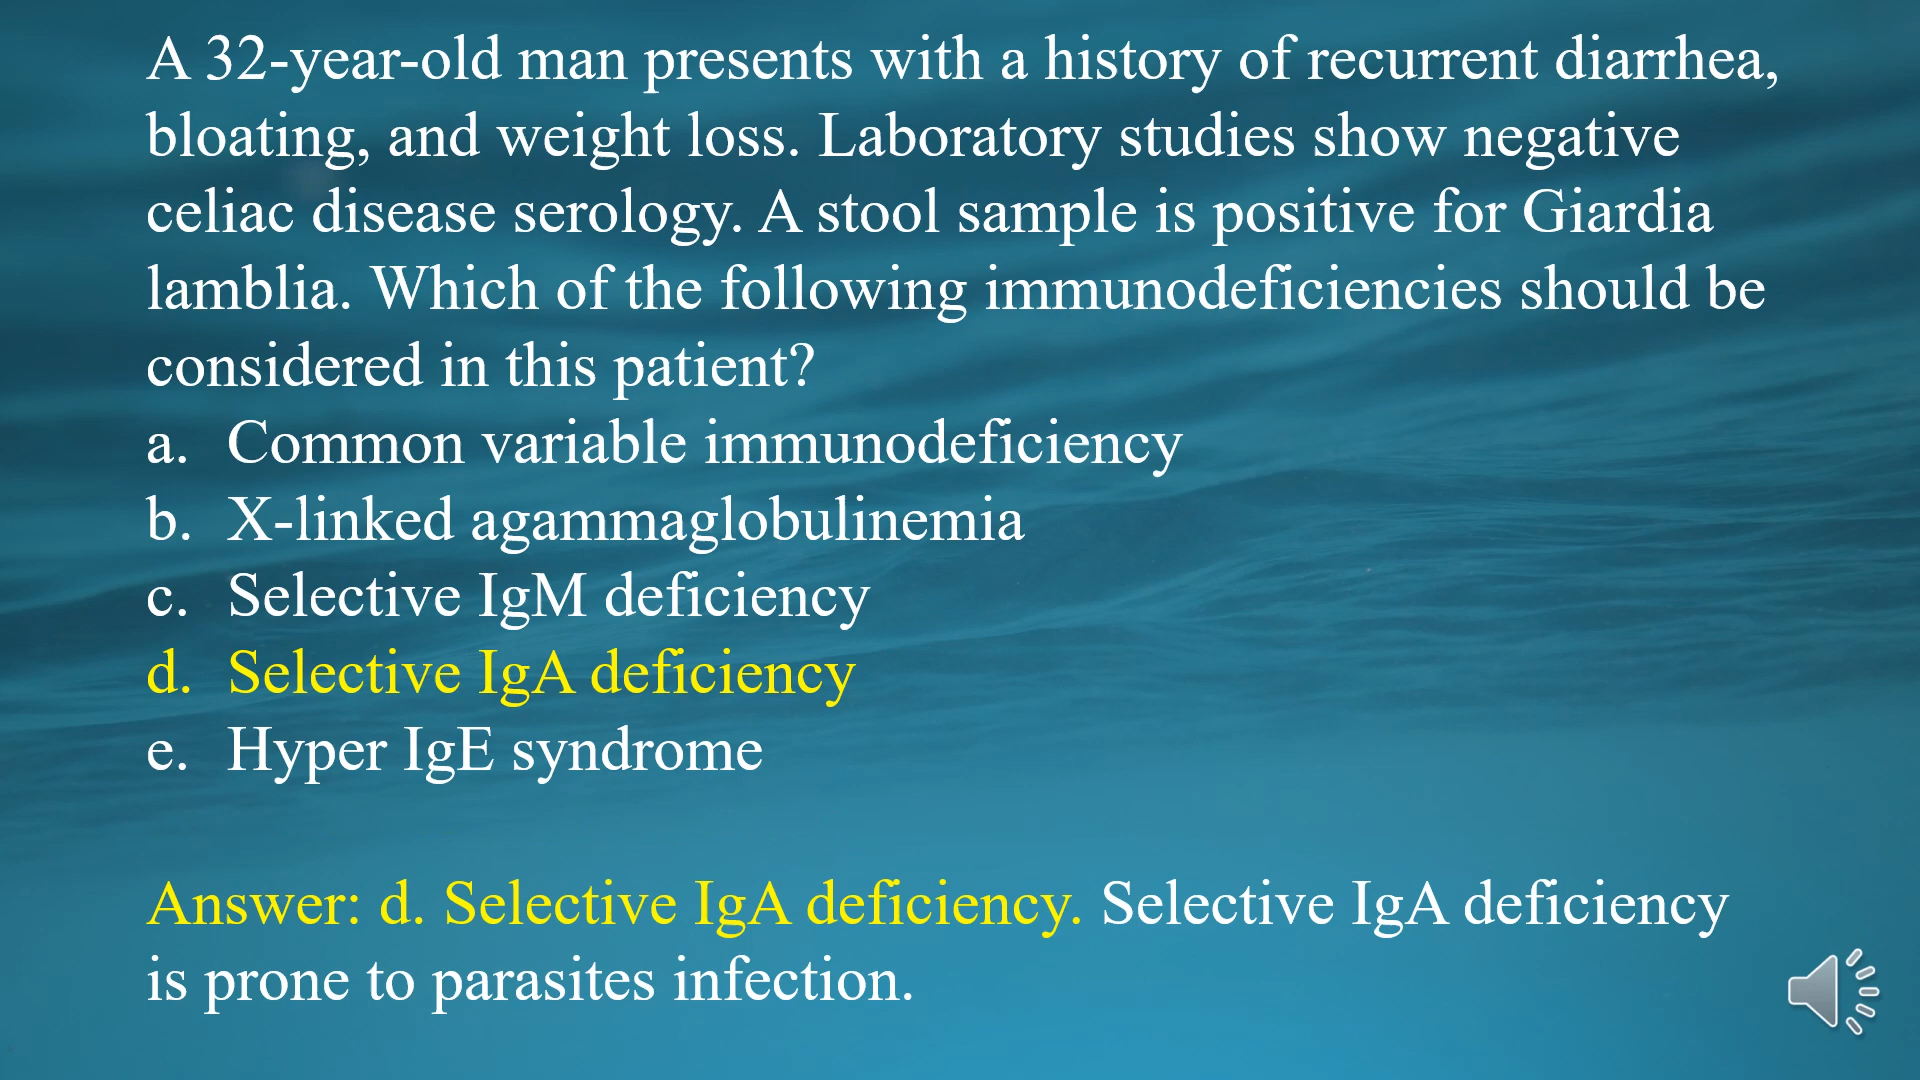 A 32-year-old man presents with a history of recurrent diarrhea,
bloating, and weight loss. Laboratory studies show negative
celiac disease serology. A stool sample is positive for Giardia
lamblia. Which of the following immunodeficiencies should be
considered in this patient?
a. Common variable immunodeficiency
b. X-linked agammaglobulinemia
c. Selective IgM deficiency
d. Selective IgA deficiency
e. Hyper IgE syndrome
Answer: d. Selective IgA deficiency. Selective IgA deficiency
is prone to parasites infection.